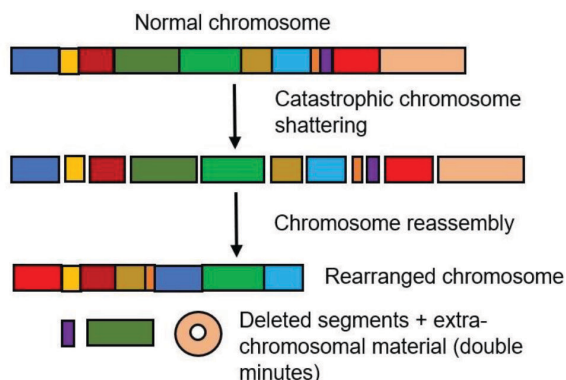 Normal chromosome
Catastrophic chromosome
shattering
Chromosome reassembly
Rearranged chromosome
Deleted segments + extra-
chromosomal material (double
minutes)